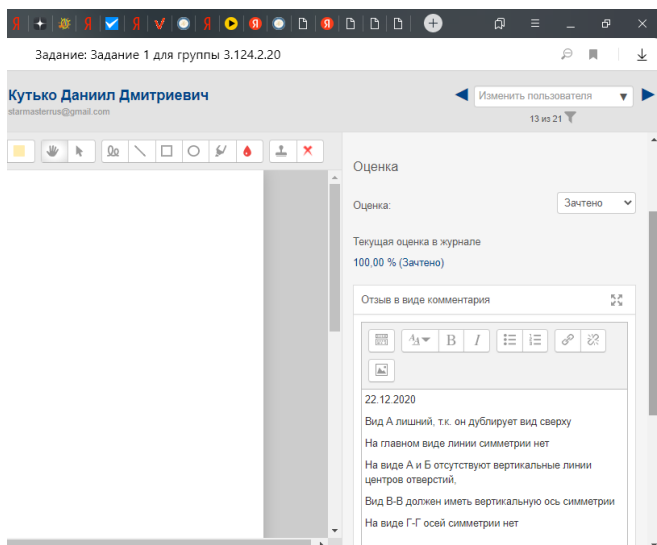 Задание: Задание 1 для группы 3.124.2.20
Кутько Даниил Дмитриевич
starmasterrus@gmail.com
Изменить пользователя
13 из 21
Оценка
Оценка:
Зачтено
Текущая оценка в журнале
100,00 % (Зачтено)
Отзыв в виде комментария
B I
22.12.2020
Вид А лишний, т.к. он дублирует вид сверху
На главном виде линии симметрии нет
На виде А и Б отсутствуют вертикальные линии
центров отверстий,
Вид В-В должен иметь вертикальную ось симметрии
На виде Г-Г осей симметрии нет